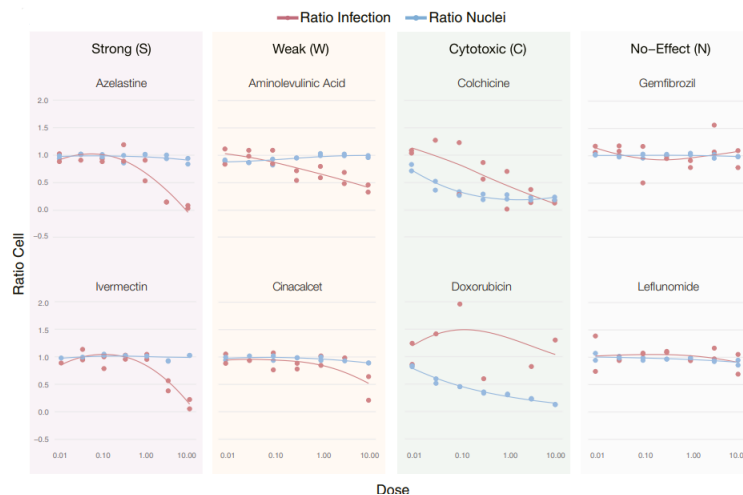 Ratio Infection Ratio Nuclei
Strong (S) Weak (W) Cytotoxic (C) No-Effect (N)
Azelastine Aminolevulinic Acid Colchicine Gemfibrozil
2.0
1.5
1.0
0.5
0.0
-0.5
Ratio Cell
Ivermectin Cinacalcet Doxorubicin Leflunomide
2.0
1.5
1.0
0.5
0.0
-0.5
0.01 0.10 1.00 10.00 0.01 0.10 1.00 10.00 0.01 0.10 1.00 10.00 0.01 0.10 1.00 10.00
Dose